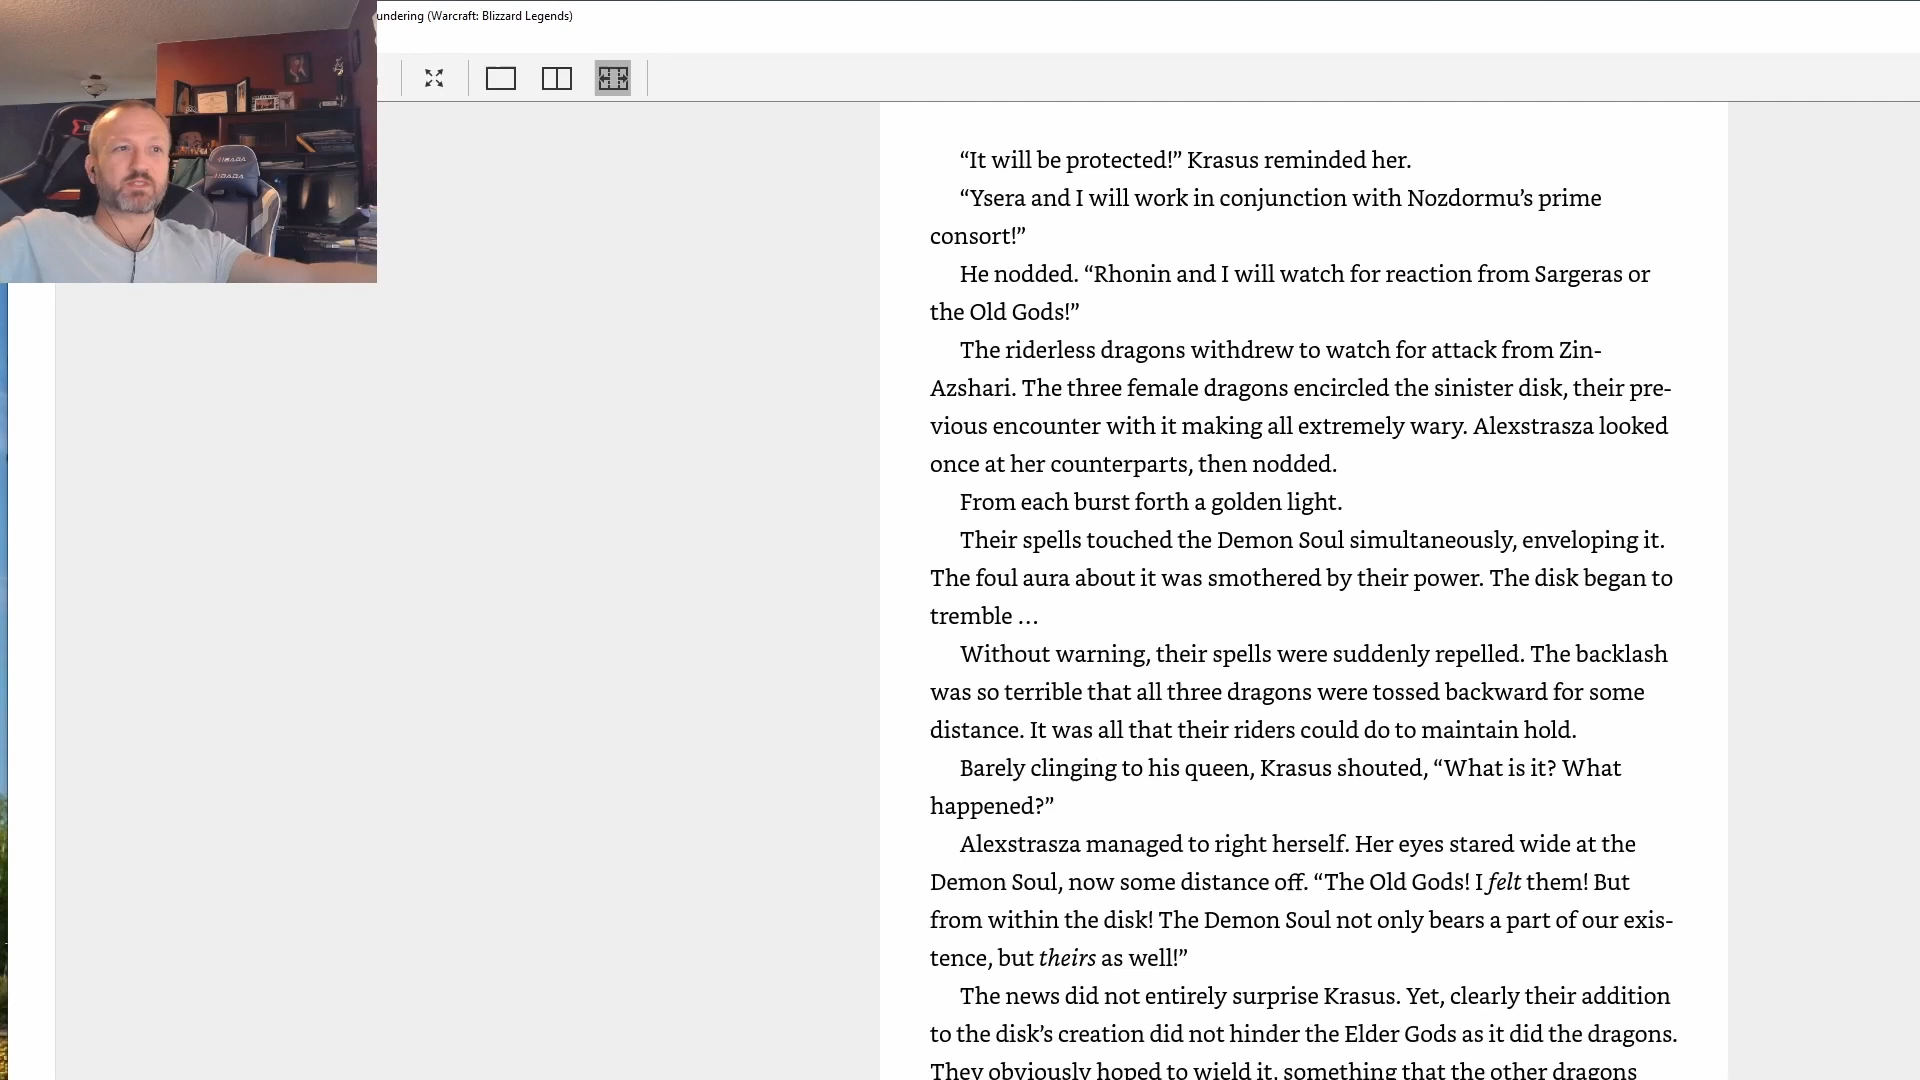 undering (Warcraft: Blizzard Legends)
“It will be protected!” Krasus reminded her.
“Ysera and I will work in conjunction with Nozdormu’s prime
consort!”
He nodded. “Rhonin and I will watch for reaction from Sargeras or
the Old Gods!”
The riderless dragons withdrew to watch for attack from Zin-
Azshari. The three female dragons encircled the sinister disk, their pre-
vious encounter with it making all extremely wary. Alexstrasza looked
once at her counterparts, then nodded.
From each burst forth a golden light.
Their spells touched the Demon Soul simultaneously, enveloping it.
The foul aura about it was smothered by their power. The disk began to
tremble …
Without warning, their spells were suddenly repelled. The backlash
was so terrible that all three dragons were tossed backward for some
distance. It was all that their riders could do to maintain hold.
Barely clinging to his queen, Krasus shouted, “What is it? What
happened?”
Alexstrasza managed to right herself. Her eyes stared wide at the
Demon Soul, now some distance off. “The Old Gods! I felt them! But
from within the disk! The Demon Soul not only bears a part of our exis-
tence, but theirs as well!”
The news did not entirely surprise Krasus. Yet, clearly their addition
to the disk’s creation did not hinder the Elder Gods as it did the dragons.
They obviously hoped to wield it, something that the other dragons